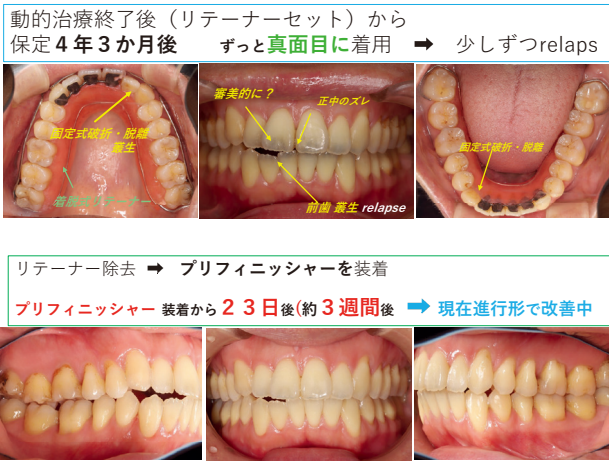 動的治療終了後（リテーナーセット）から
保定４年３か月後　ずっと真面目に着用 ➡ 少しずつrelaps
固定式破折・脱離
叢生
着脱式リテーナー
審美的に？
正中のズレ
前歯 叢生 relapse
固定式破折・脱離
リテーナー除去 ➡ プリフィニッシャーを装着
プリフィニッシャー 装着から２３日後(約３週間後 ➡ 現在進行形で改善中